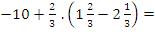 −10 + 2/3 . (1 2/3 − 2 1/3) =